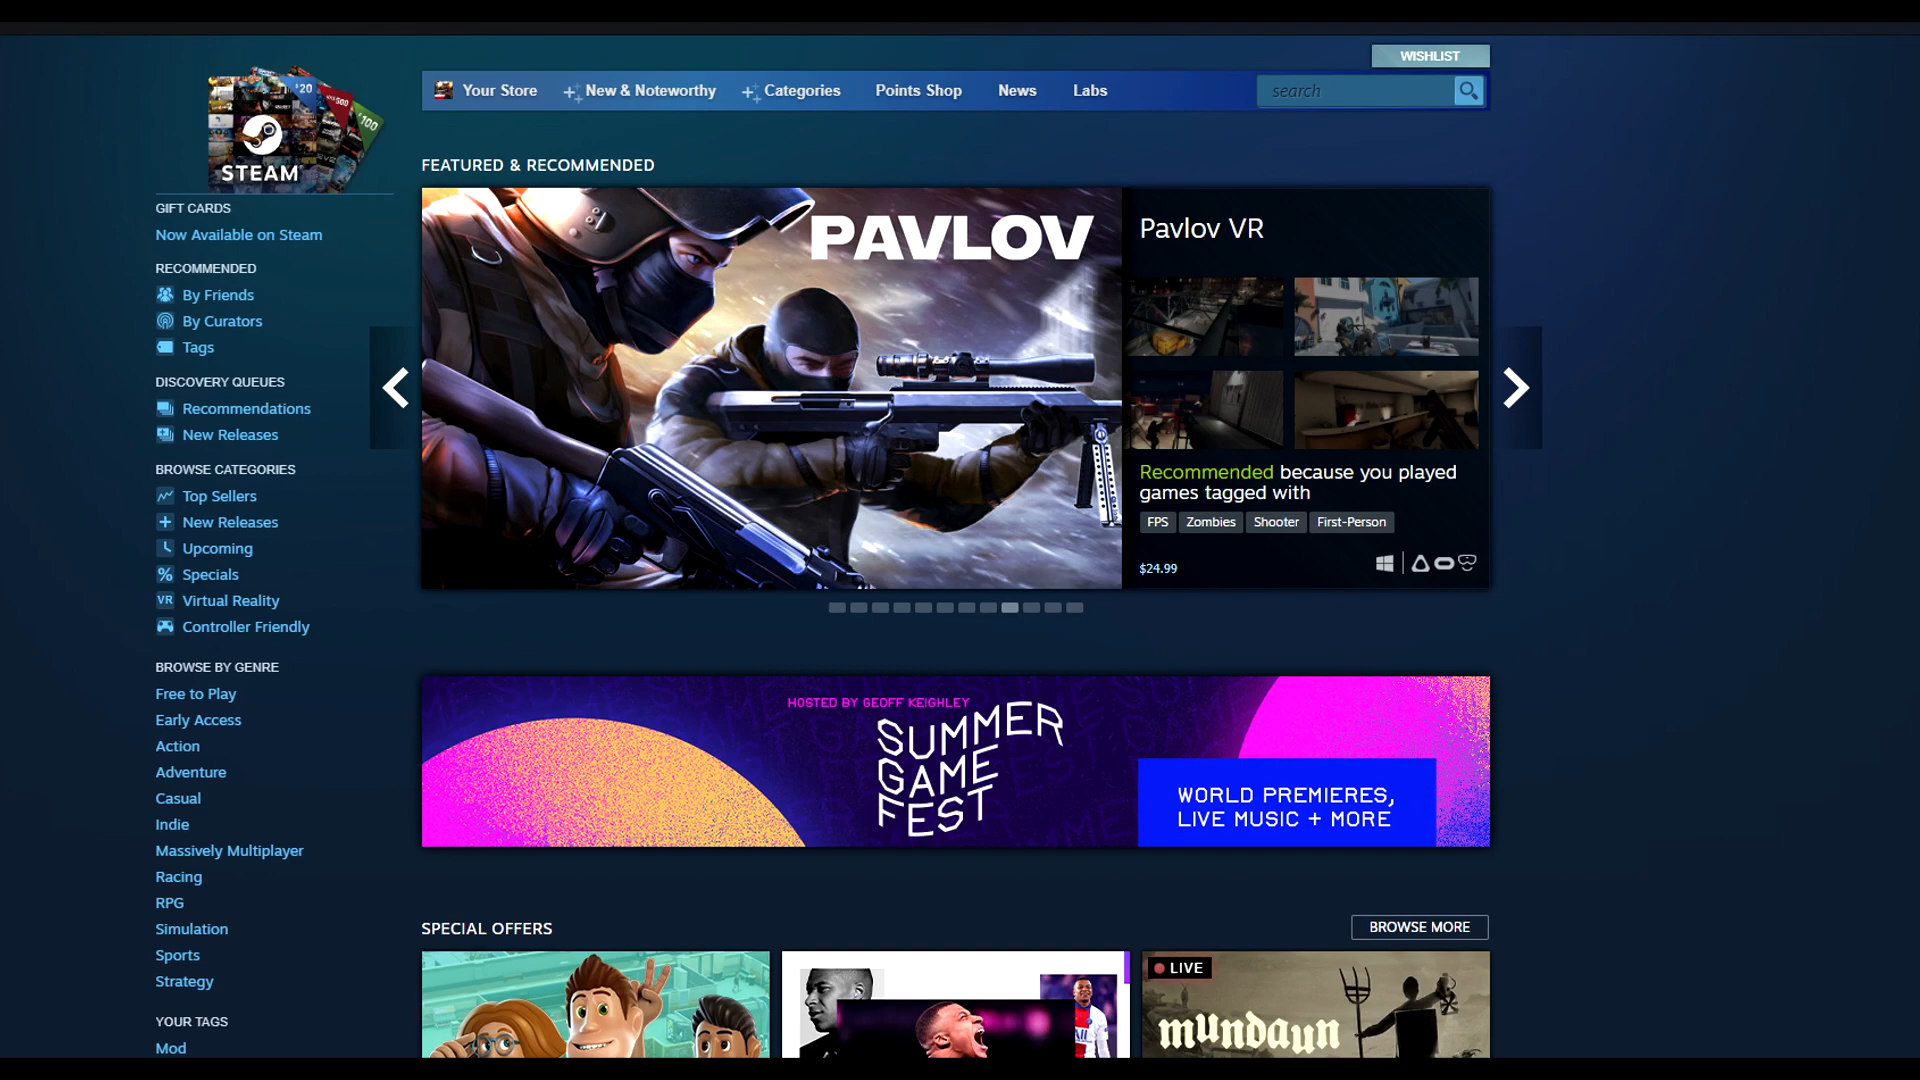 WISHLIST
Your Store
New & Noteworthy
Categories
Points Shop
News
Labs
search
$20
500
$100
STEAM
GIFT CARDS
Now Available on Steam
RECOMMENDED
By Friends
By Curators
Tags
DISCOVERY QUEUES
Recommendations
New Releases
BROWSE CATEGORIES
Top Sellers
New Releases
Upcoming
Specials
VR Virtual Reality
Controller Friendly
BROWSE BY GENRE
Free to Play
Early Access
Action
Adventure
Casual
Indie
Massively Multiplayer
Racing
RPG
Simulation
Sports
Strategy
YOUR TAGS
Mod
FEATURED & RECOMMENDED
PAVLOV
Pavlov VR
Recommended because you played
games tagged with
FPS
Zombies
Shooter
First-Person
$24.99
HOSTED BY GEOFF KEIGHLEY
SUMMER
GAME
FEST
WORLD PREMIERES,
LIVE MUSIC + MORE
SPECIAL OFFERS
BROWSE MORE
LIVE
mundaun